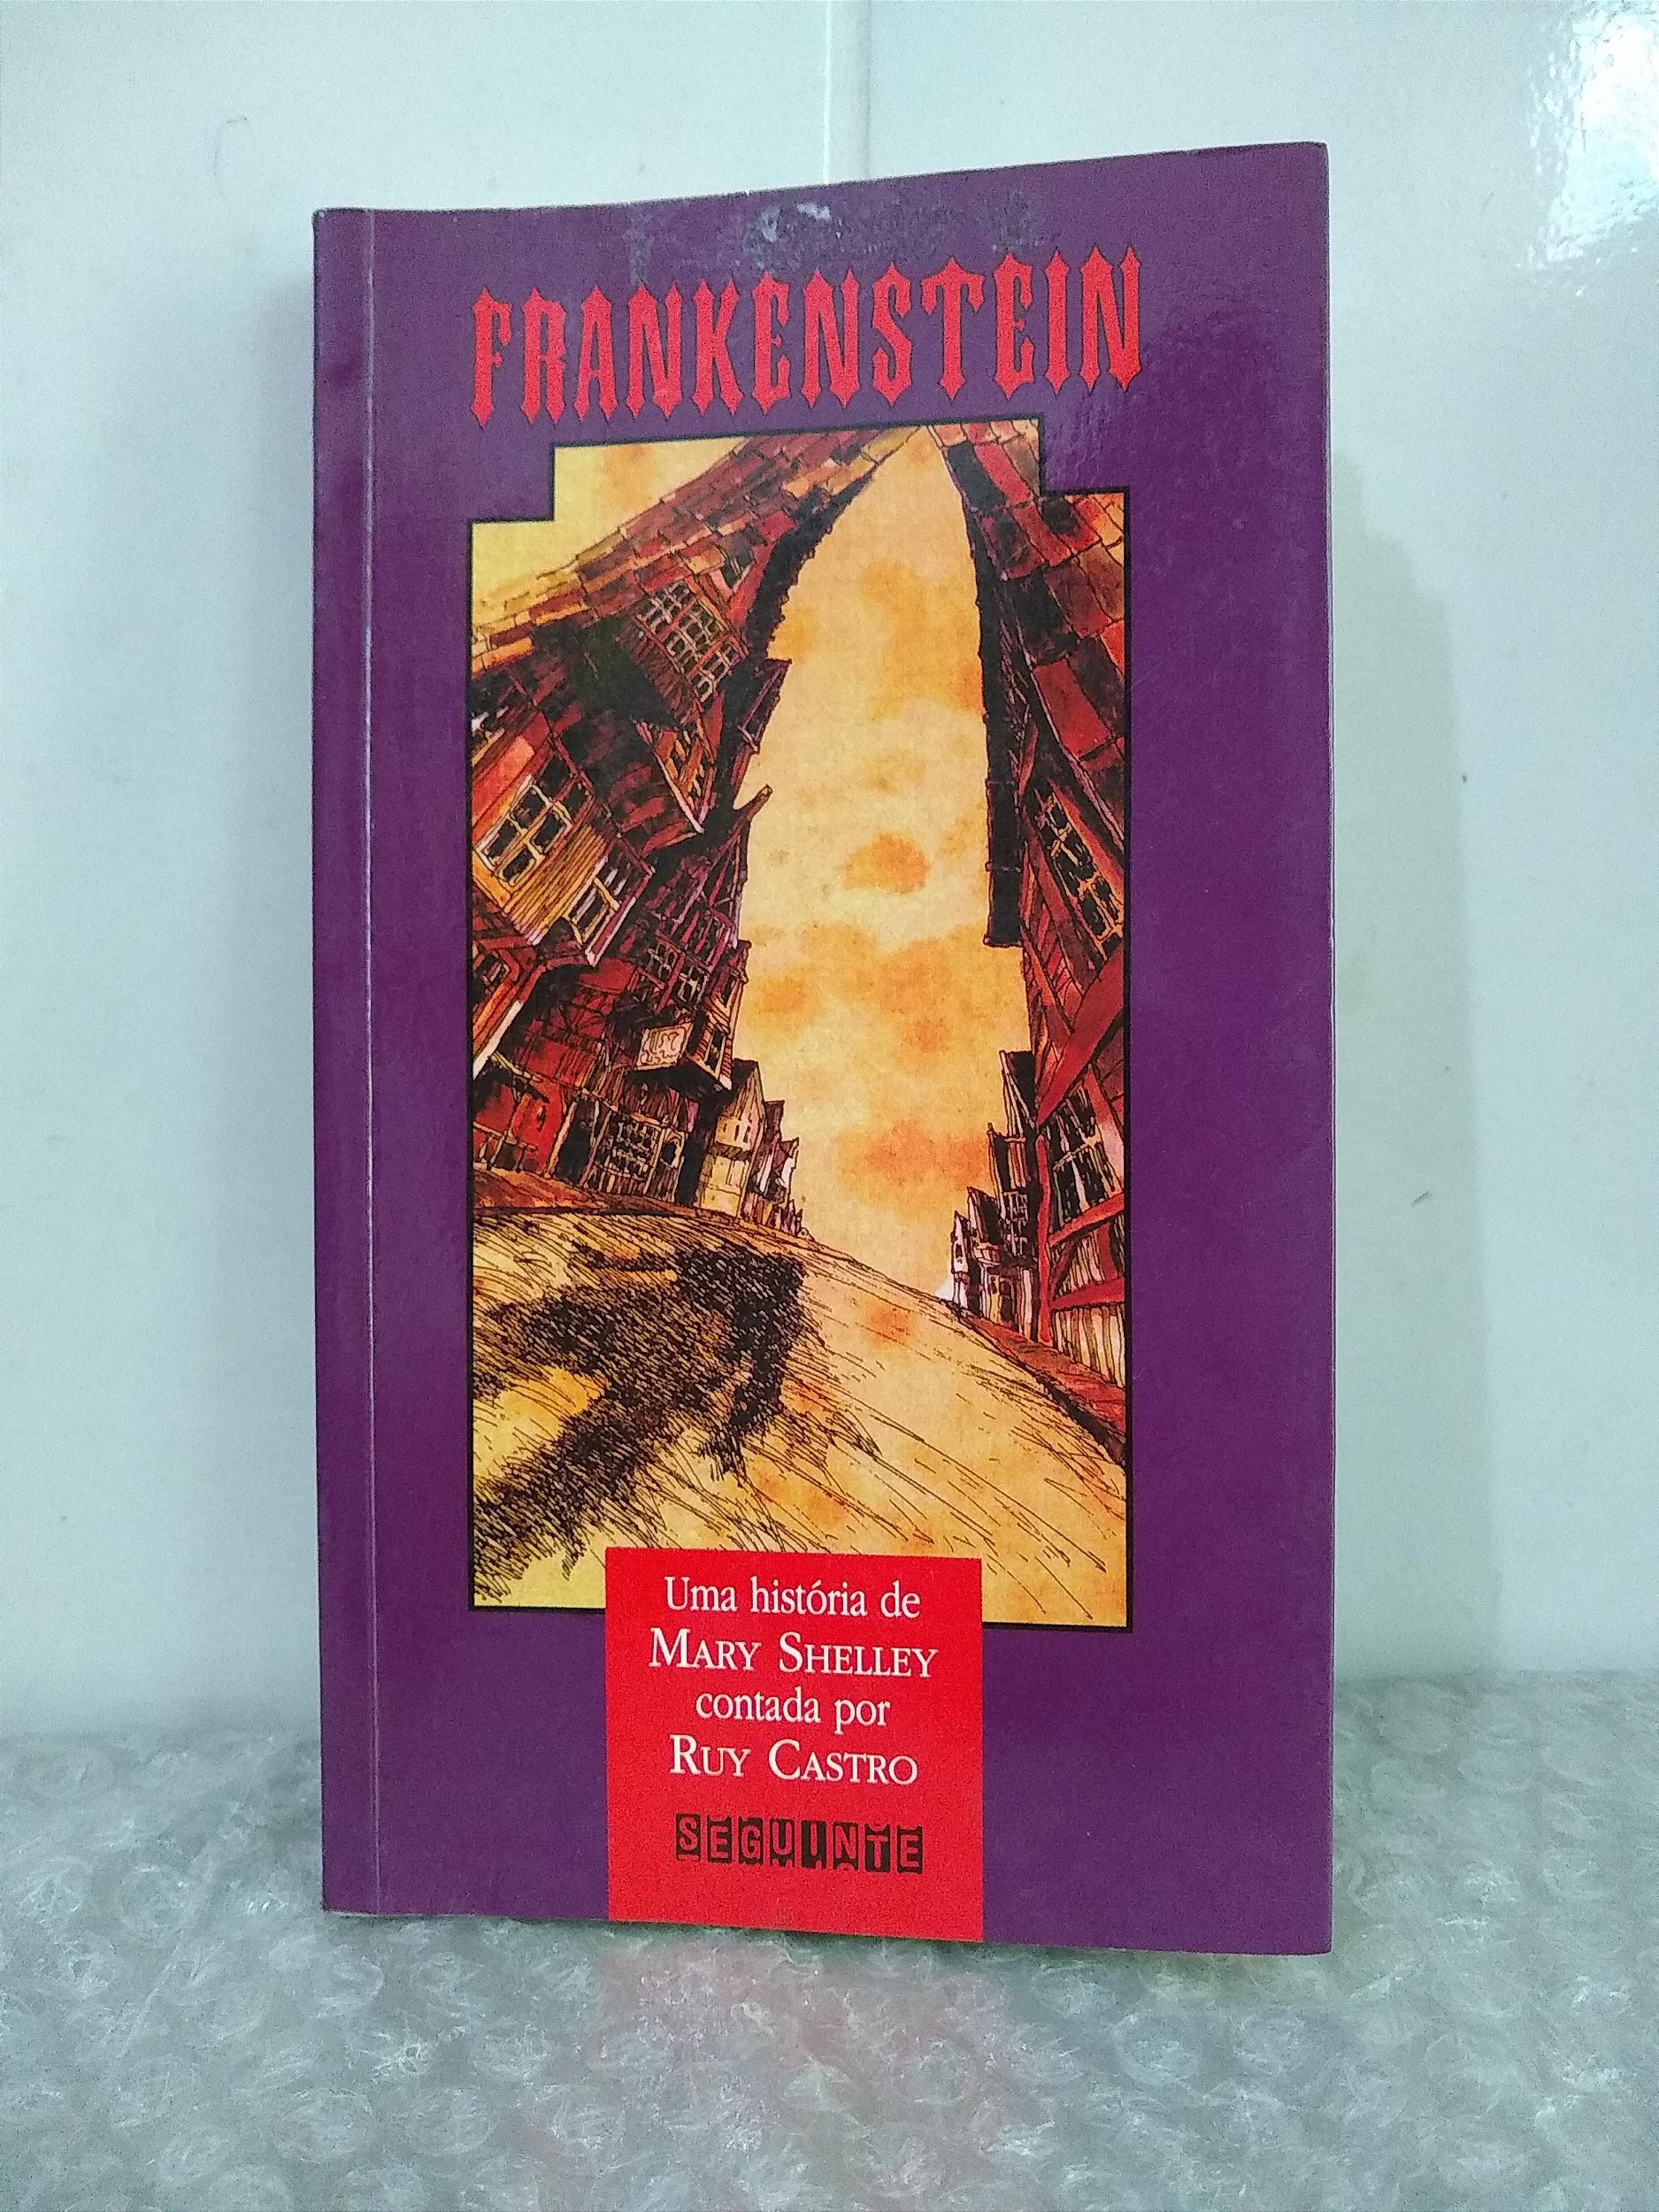 FRANKENSTEIN
Uma história de
MARY SHELLEY
contada por
RUY CASTRO
SEGUINTE